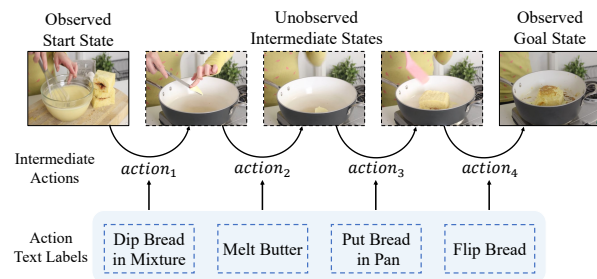 Observed
Start State
Unobserved
Intermediate States
Observed
Goal State
Intermediate
Actions
action₁
action₂
action₃
action₄
Action
Text Labels
Dip Bread
in Mixture
Melt Butter
Put Bread
in Pan
Flip Bread